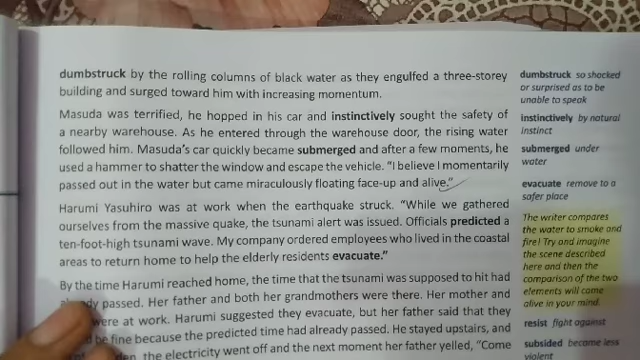 dumbstruck by the rolling columns of black water as they engulfed a three-storey
building and surged toward him with increasing momentum.
Masuda was terrified, he hopped in his car and instinctively sought the safety of
a nearby warehouse. As he entered through the warehouse door, the rising water
followed him. Masuda's car quickly became submerged and after a few moments, he
used a hammer to shatter the window and escape the vehicle. "I believe I momentarily
passed out in the water but came miraculously floating face-up and alive."
Harumi Yasuhiro was at work when the earthquake struck. "While we gathered
ourselves from the massive quake, the tsunami alert was issued. Officials predicted a
ten-foot-high tsunami wave. My company ordered employees who lived in the coastal
areas to return home to help the elderly residents evacuate."
By the time Harumi reached home, the time that the tsunami was supposed to hit had
passed. Her father and both her grandmothers were there. Her mother and
were at work. Harumi suggested they evacuate, but her father said that they
be fine because the predicted time had already passed. He stayed upstairs, and
the electricity went off and the next moment her father yelled, "Come
dumbstruck so shocked
or surprised as to be
unable to speak
instinctively by natural
instinct
submerged under
water
evacuate remove to a
safer place
The writer compares
the water to smoke and
fire! Try and imagine
the scene described
here and then the
comparison of the two
elements will come
alive in your mind.
resist fight against
subsided became less
violent